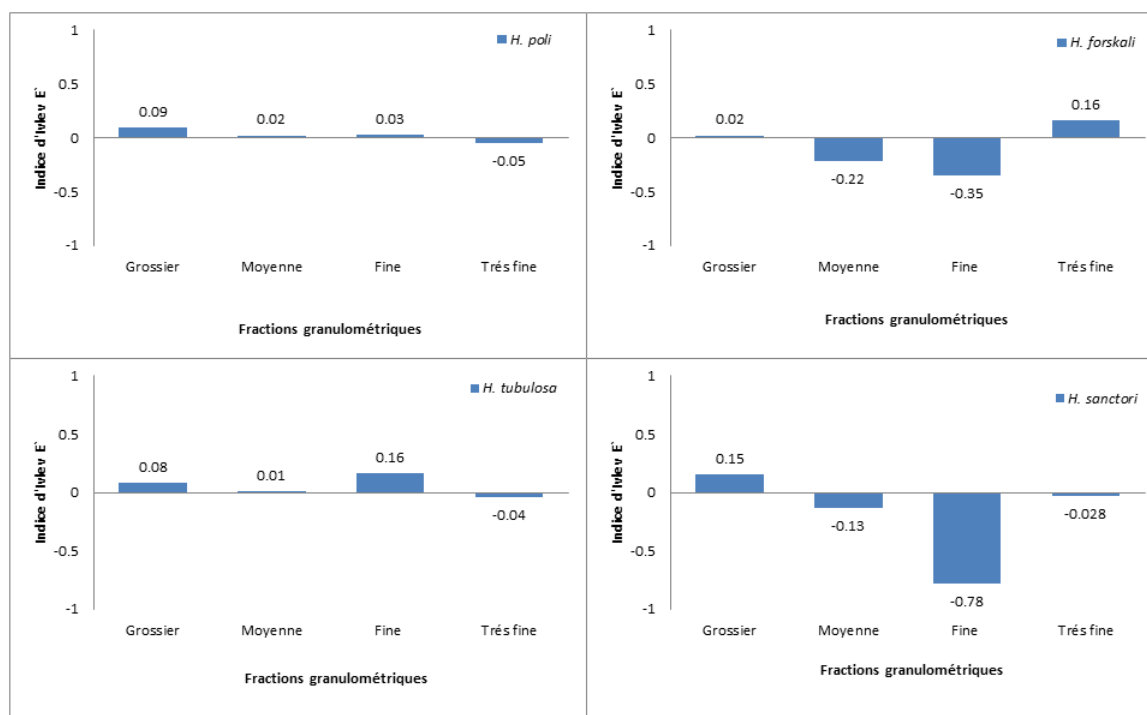 H. poli
1
0.5
0
-0.5
-1
Indice d'Ivlev E`
0.09
0.02
0.03
-0.05
Grossier
Moyenne
Fine
Trés fine
Fractions granulométriques
H. forskali
1
0.5
0
-0.5
-1
Indice d'Ivlev E`
0.02
-0.22
-0.35
0.16
Grossier
Moyenne
Fine
Trés fine
Fractions granulométriques
H. tubulosa
1
0.5
0
-0.5
-1
Indice d'Ivlev E`
0.08
0.01
0.16
-0.04
Grossier
Moyenne
Fine
Trés fine
Fractions granulométriques
H. sanctori
1
0.5
0
-0.5
-1
Indice d'Ivlev E`
0.15
-0.13
-0.78
-0.028
Grossier
Moyenne
Fine
Trés fine
Fractions granulométriques